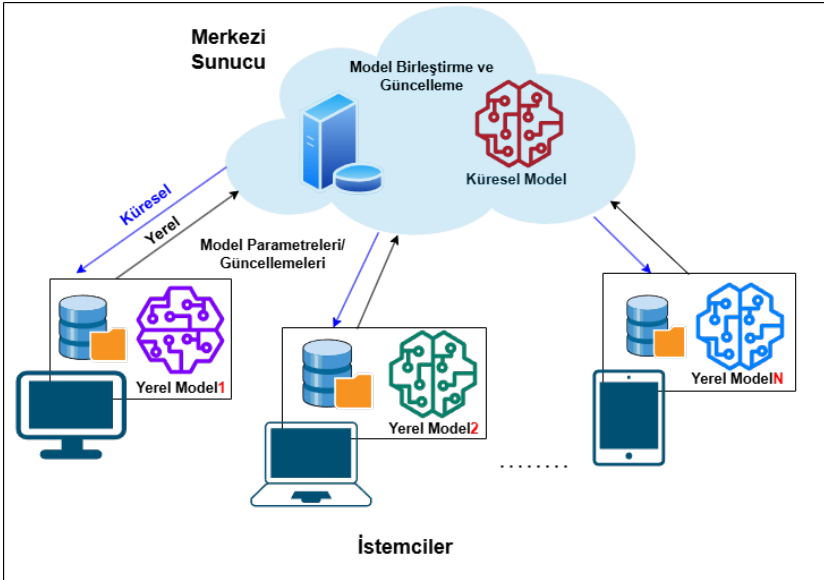 Merkezi
Sunucu
Model Birleştirme ve
Güncelleme
Küresel Model
Küresel
Yerel
Model Parametreleri/
Güncellemeleri
Yerel Model1
Yerel Model2
Yerel ModelN
........
İstemciler